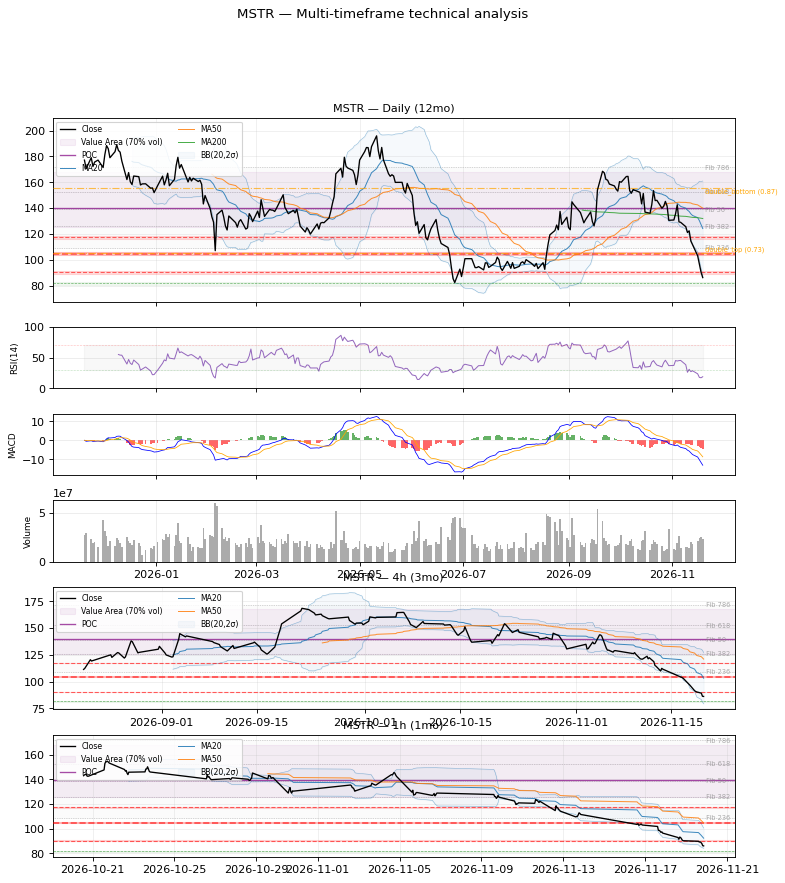 MSTR — Multi-timeframe technical analysis
MSTR — Daily (12mo)
Close
Value Area (70% vol)
POC
MA20
MA50
MA200
BB(20,2σ)
200
180
160
140
120
100
80
Fib 786
(0.87)
Fib 382
(0.73)
RSI(14)
100
50
0
MACD
10
0
−10
1e7
Volume
5
0
2026-01
2026-03
2026-05
2026-07
2026-09
2026-11
MSTR — 4h (3mo)
Close
Value Area (70% vol)
POC
MA20
MA50
BB(20,2σ)
175
150
125
100
75
Fib 786
Fib 618
Fib 382
Fib 236
2026-09-01
2026-09-15
2026-10-01
2026-10-15
2026-11-01
2026-11-15
MSTR — 1h (1mo)
Close
Value Area (70% vol)
POC
MA20
MA50
BB(20,2σ)
160
140
120
100
80
Fib 786
Fib 618
Fib 382
Fib 236
2026-10-21
2026-10-25
2026-10-29
2026-11-01
2026-11-05
2026-11-09
2026-11-13
2026-11-17
2026-11-21